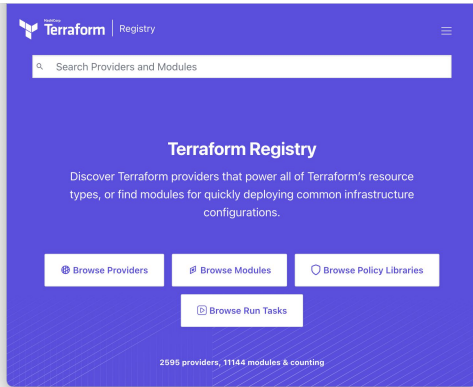 HashiCorp
Terraform Registry
Search Providers and Modules
Terraform Registry
Discover Terraform providers that power all of Terraform's resource
types, or find modules for quickly deploying common infrastructure
configurations.
Browse Providers
Browse Modules
Browse Policy Libraries
Browse Run Tasks
2595 providers, 11144 modules & counting